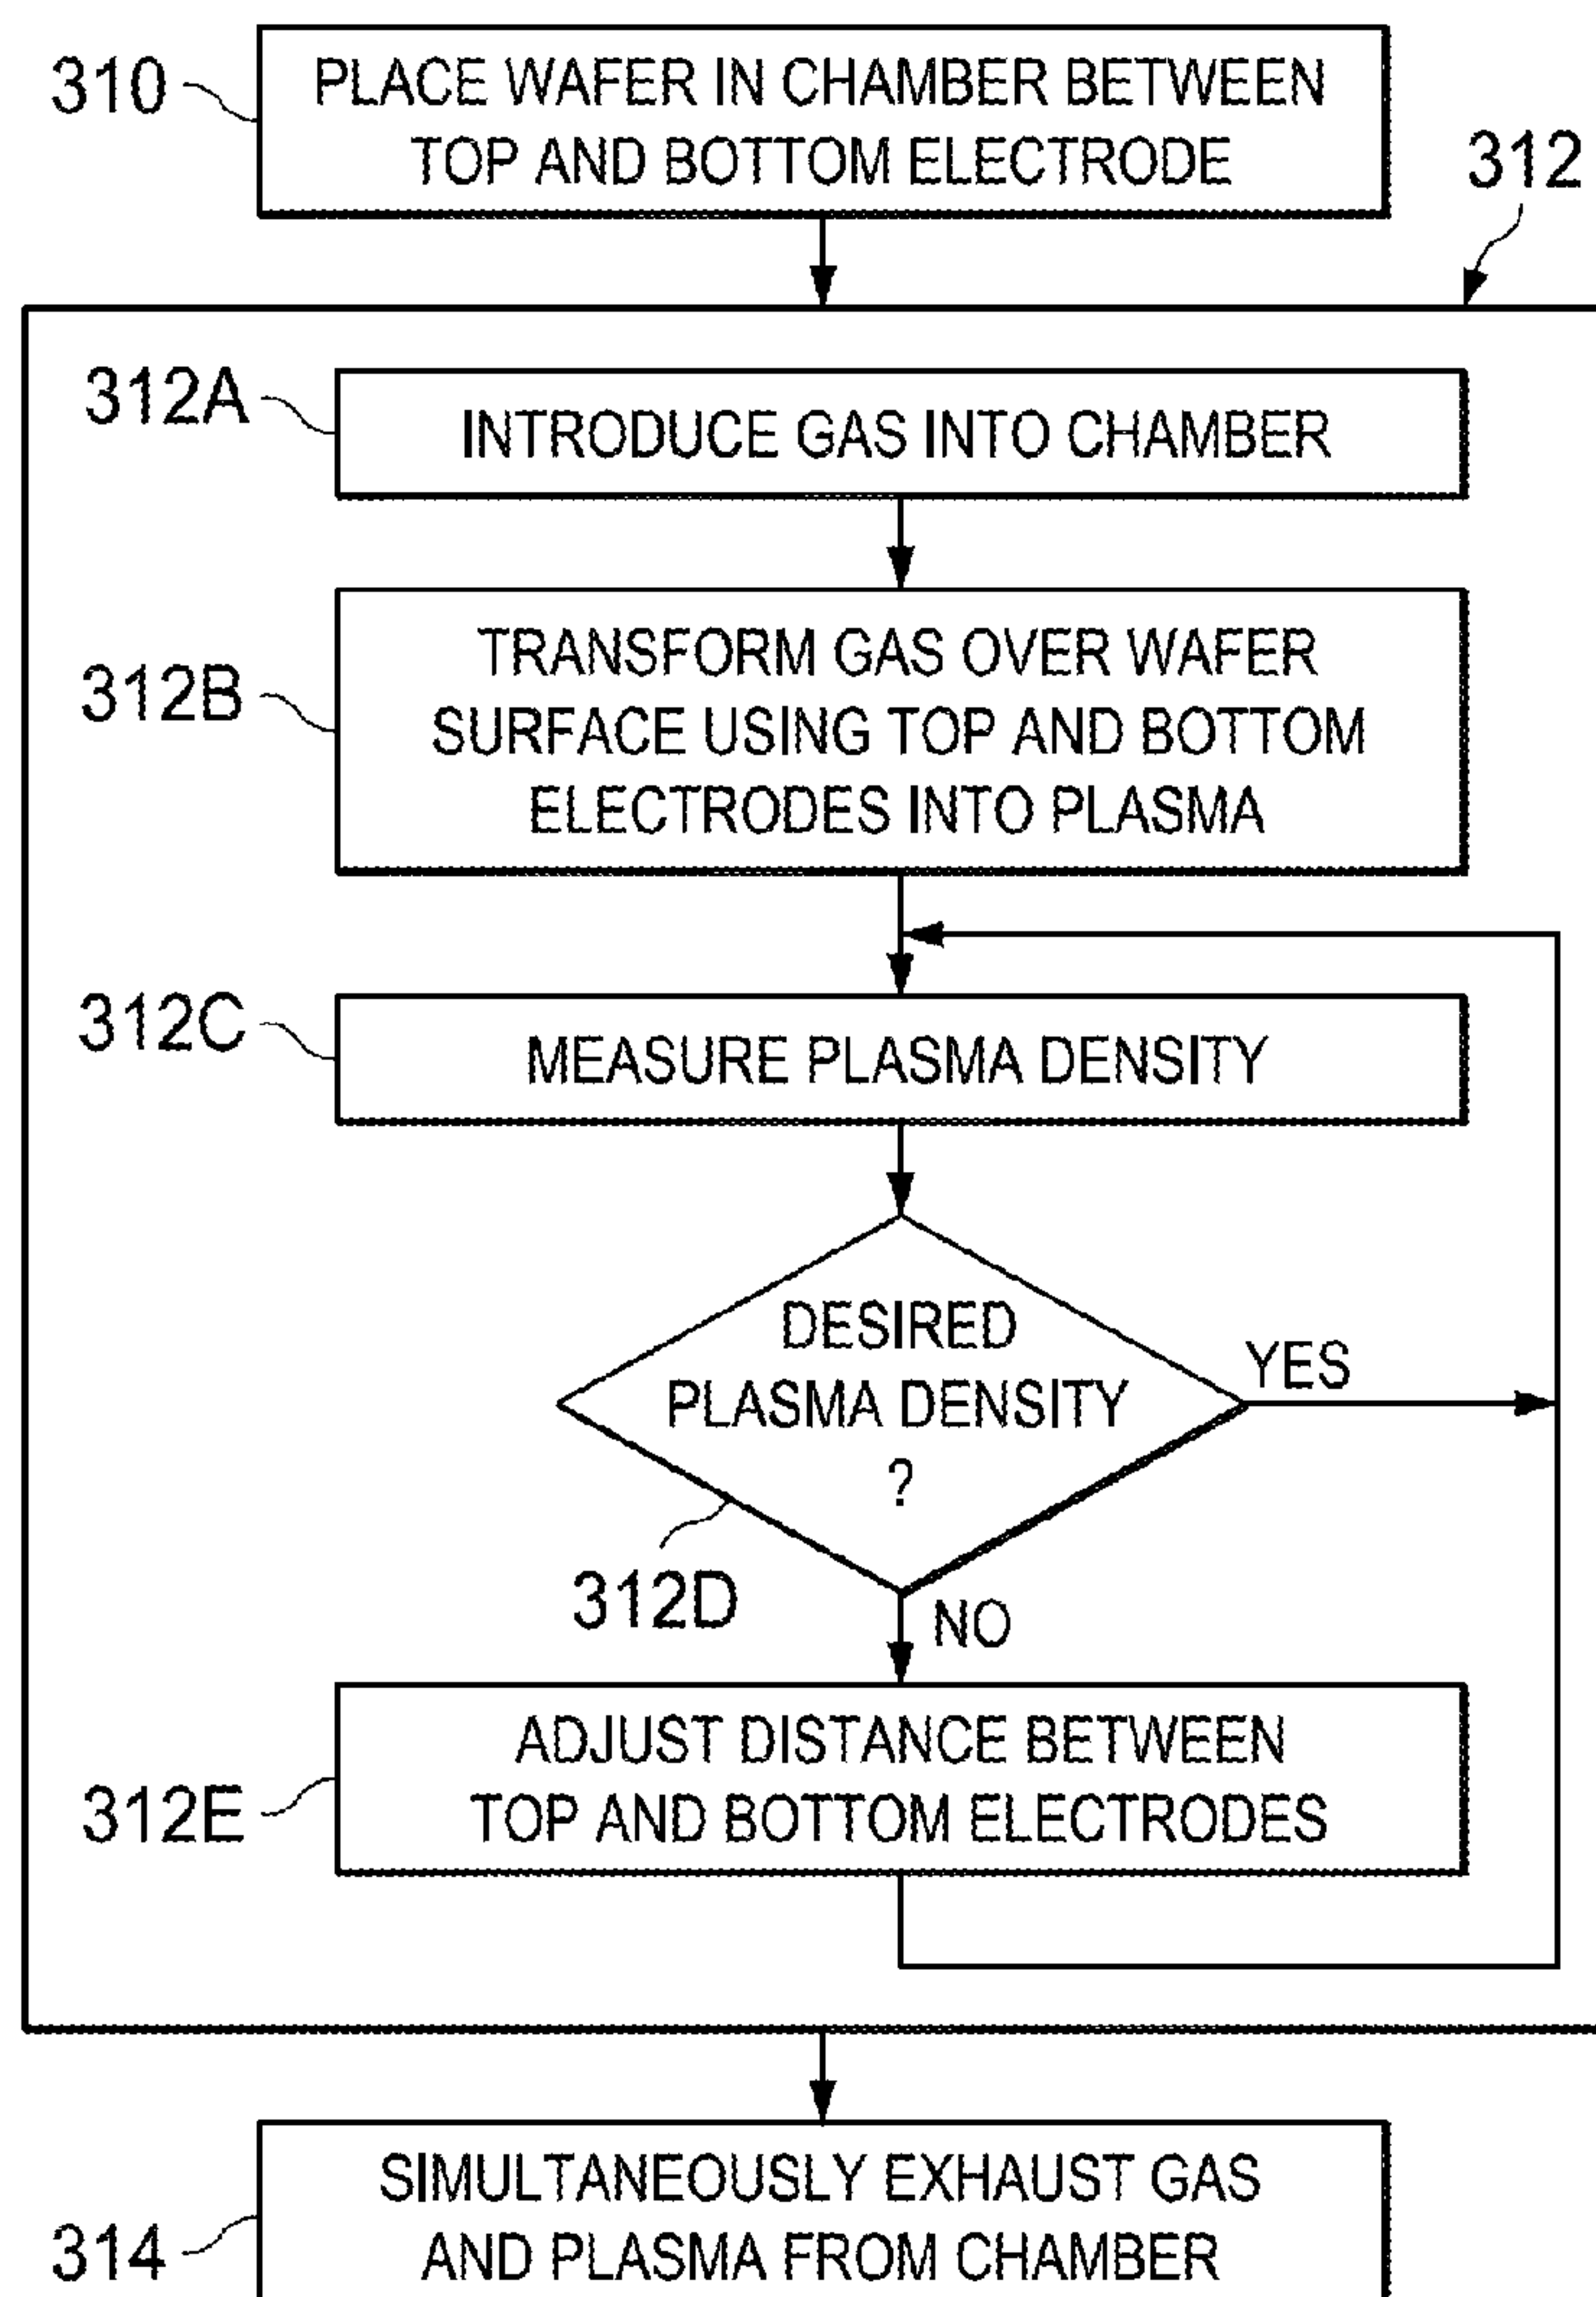 310
PLACE WAFER IN CHAMBER BETWEEN
TOP AND BOTTOM ELECTRODE
312
312A
INTRODUCE GAS INTO CHAMBER
312B
TRANSFORM GAS OVER WAFER
SURFACE USING TOP AND BOTTOM
ELECTRODES INTO PLASMA
312C
MEASURE PLASMA DENSITY
DESIRED
PLASMA DENSITY
?
YES
312D
NO
312E
ADJUST DISTANCE BETWEEN
TOP AND BOTTOM ELECTRODES
314
SIMULTANEOUSLY EXHAUST GAS
AND PLASMA FROM CHAMBER